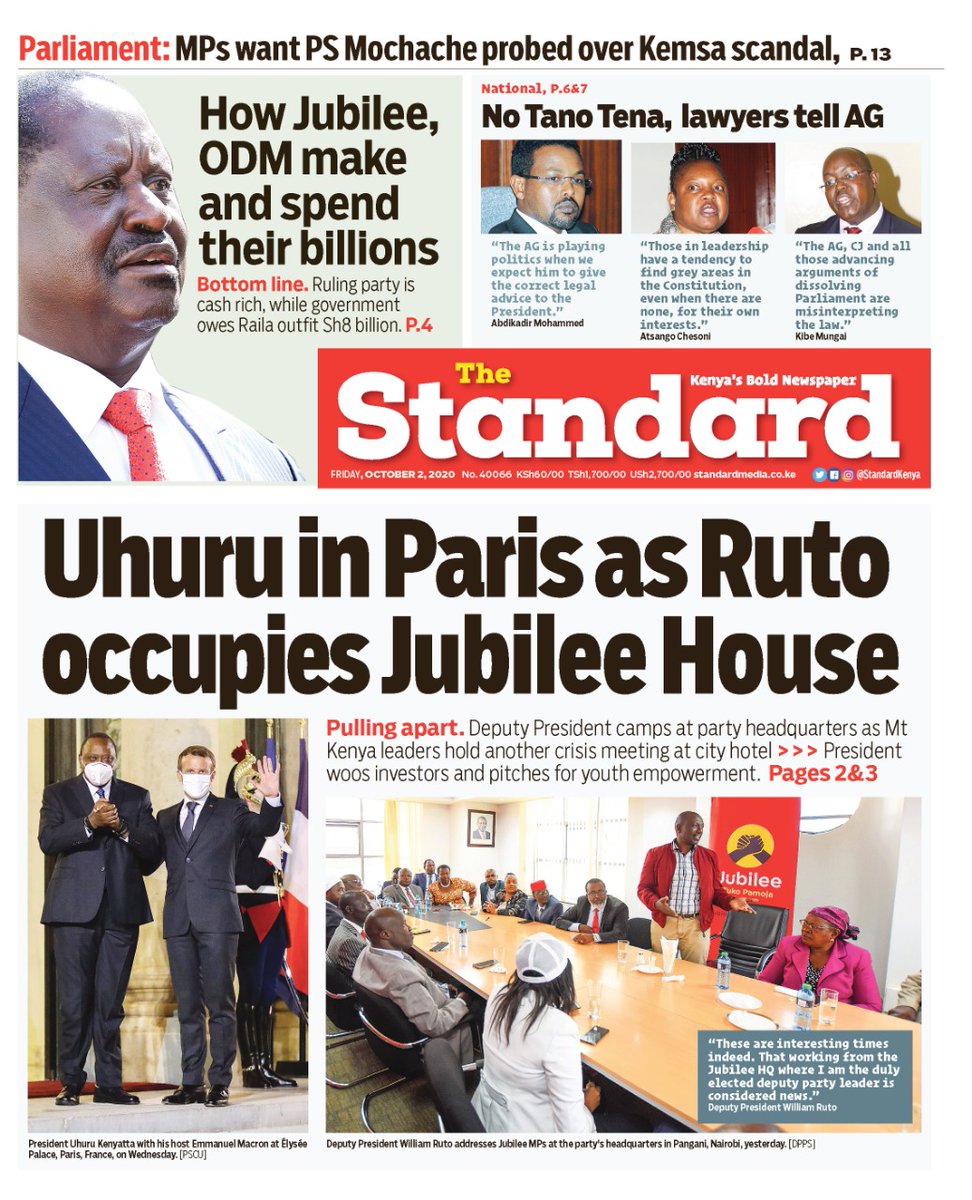 Parliament: MPs want PS Mochache probed over Kemsa scandal, P. 13
How Jubilee,
ODM make
and spend
their billions
Bottom line. Ruling party is
cash rich, while government
owes Raila outfit Sh8 billion. P.4
National, P.6&7
No Tano Tena, lawyers tell AG
“The AG is playing
politics when we
expect him to give
the correct legal
advice to the
President.”
Abdikadir Mohammed
“Those in leadership
have a tendency to
find grey areas in
the Constitution,
even when there are
none, for their own
interests.”
Atsango Chesoni
“The AG, CJ and all
those advancing
arguments of
dissolving
Parliament are
misinterpreting
the law.”
Kibe Mungai
The
Kenya's Bold Newspaper
Standard
FRIDAY, OCTOBER 2, 2020 No. 40066 KSh60/00 TSh1,700/00 USh2,700/00 standardmedia.co.ke @StandardKenya
Uhuru in Paris as Ruto
occupies Jubilee House
Pulling apart. Deputy President camps at party headquarters as Mt
Kenya leaders hold another crisis meeting at city hotel >>> President
woos investors and pitches for youth empowerment. Pages 2&3
Jubilee
Tuko Pamoja
“These are interesting times
indeed. That working from the
Jubilee HQ where I am the duly
elected deputy party leader is
considered news.”
Deputy President William Ruto
President Uhuru Kenyatta with his host Emmanuel Macron at Élysée
Palace, Paris, France, on Wednesday. [PSCU]
Deputy President William Ruto addresses Jubilee MPs at the party's headquarters in Pangani, Nairobi, yesterday. [DPPS]